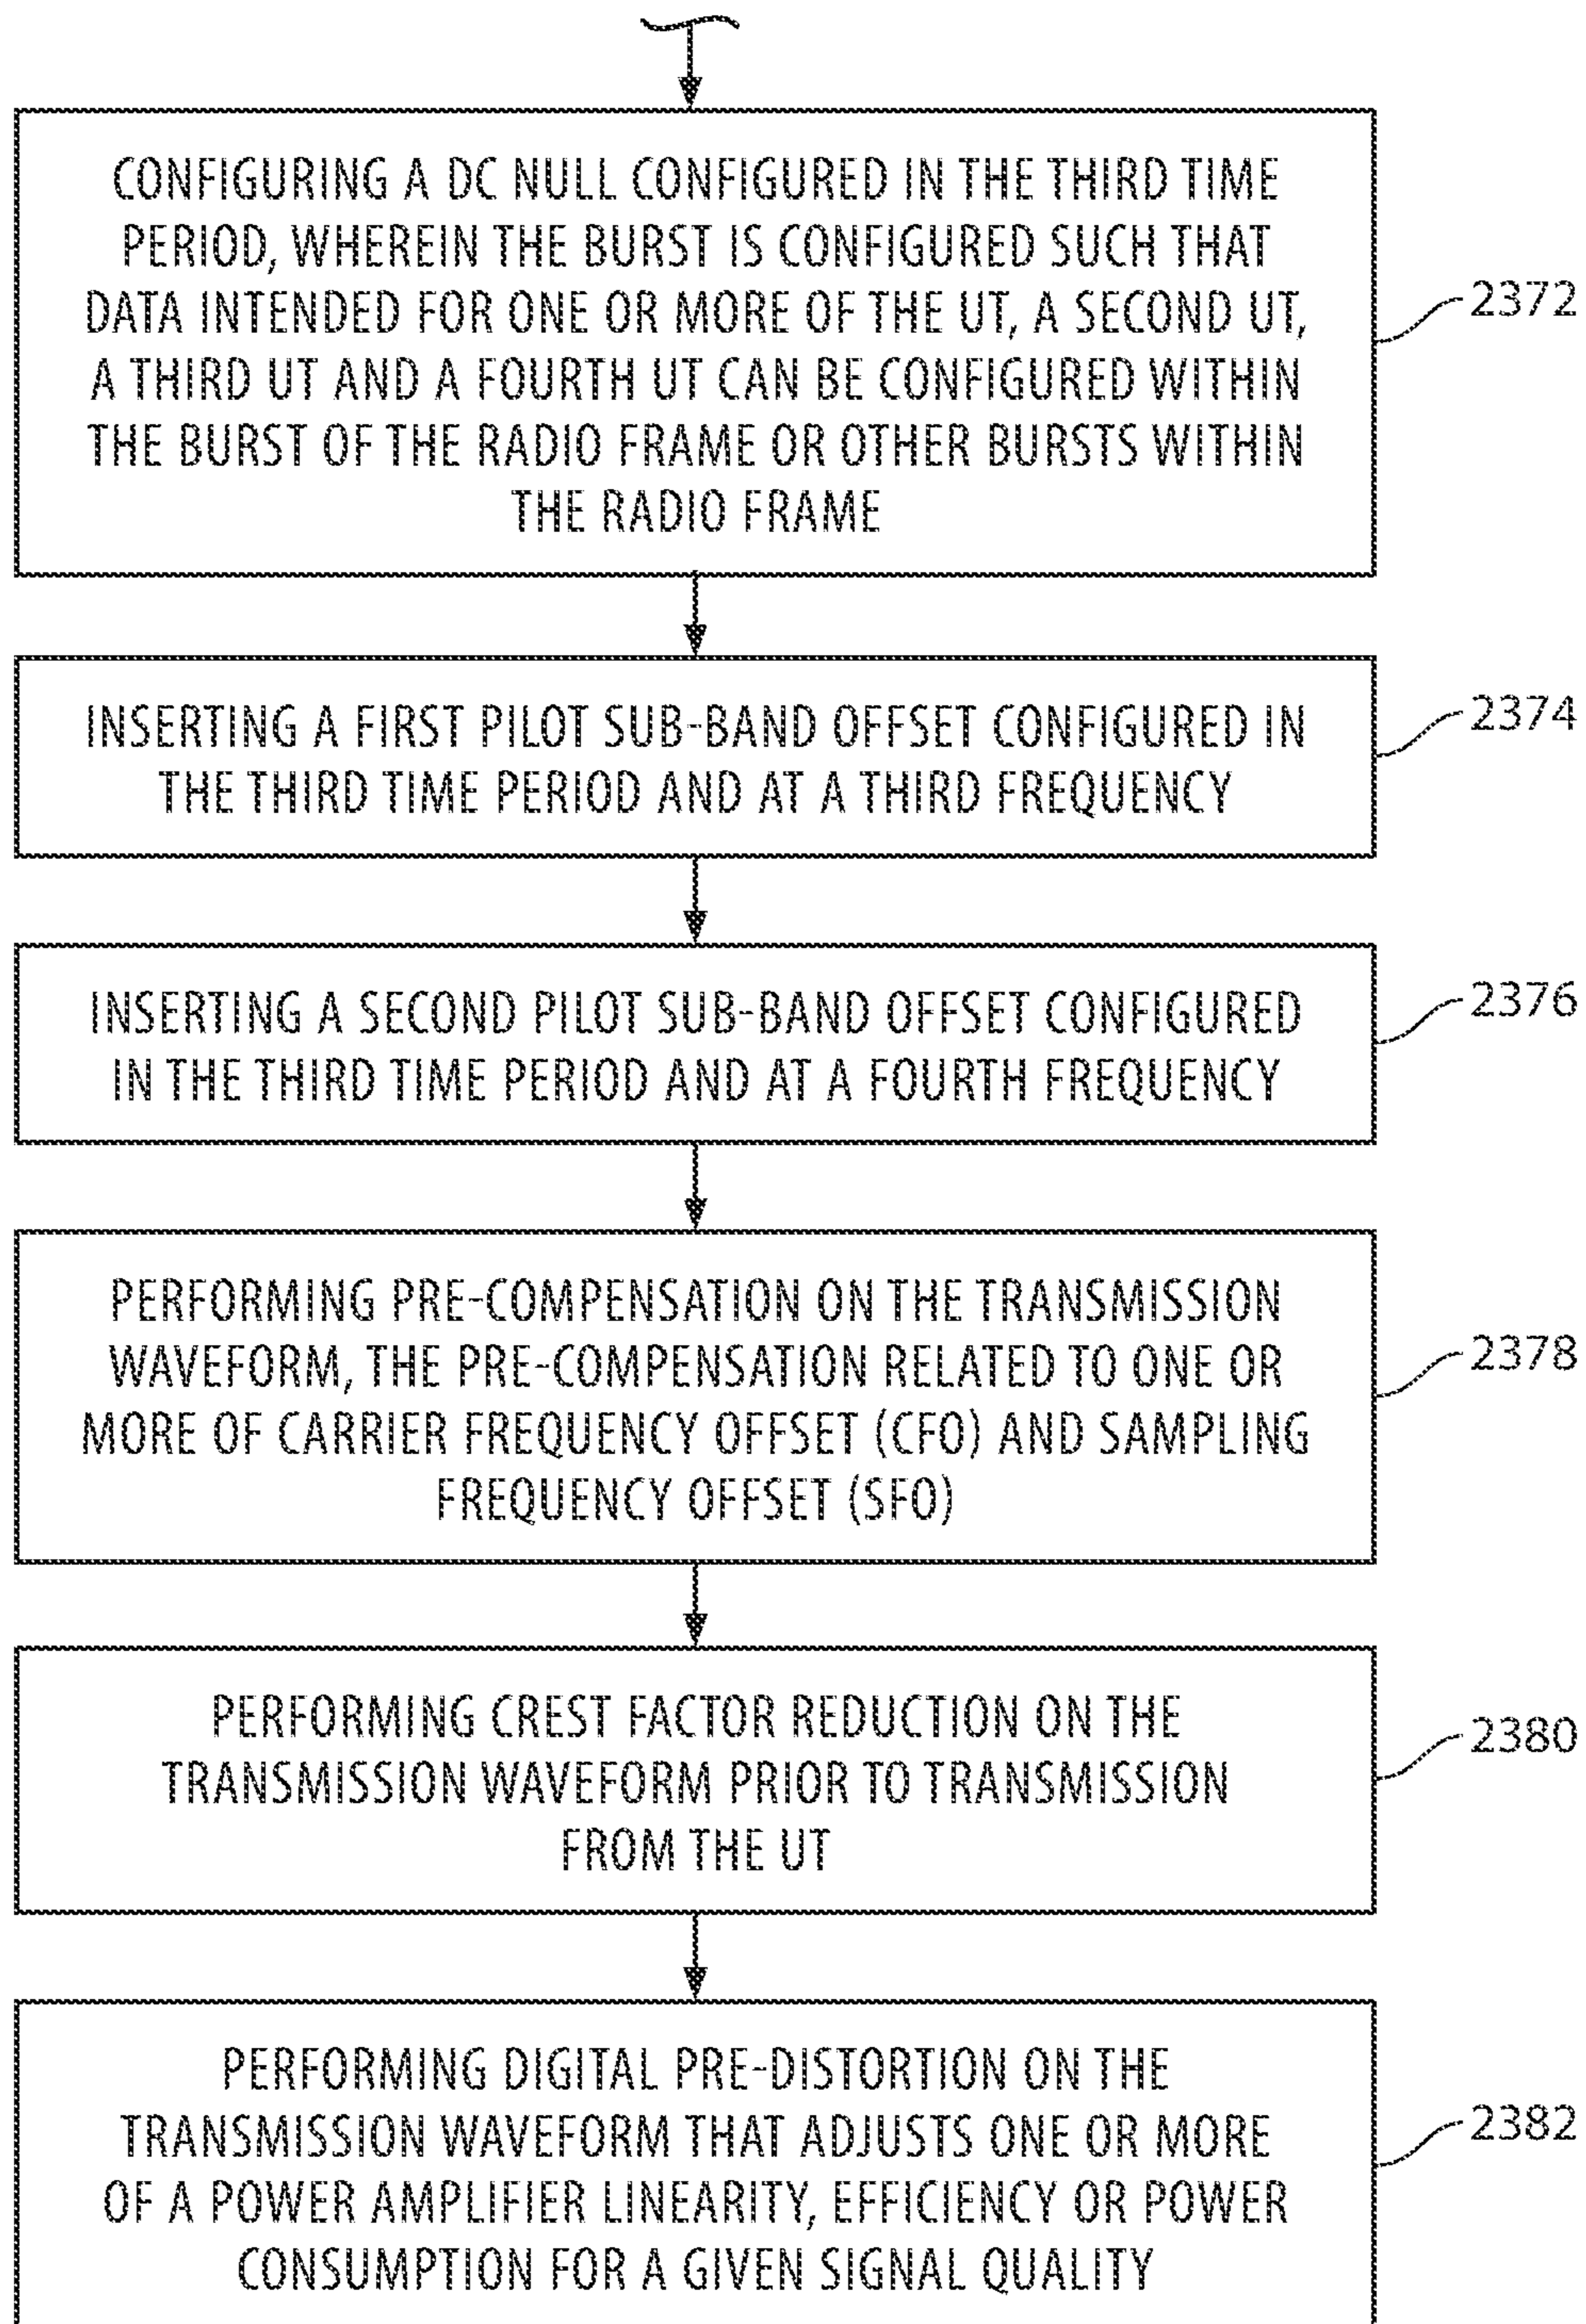 CONFIGURING A DC NULL CONFIGURED IN THE THIRD TIME
PERIOD, WHEREIN THE BURST IS CONFIGURED SUCH THAT
DATA INTENDED FOR ONE OR MORE OF THE UT, A SECOND UT,
A THIRD UT AND A FOURTH UT CAN BE CONFIGURED WITHIN
THE BURST OF THE RADIO FRAME OR OTHER BURSTS WITHIN
THE RADIO FRAME
2372
INSERTING A FIRST PILOT SUB-BAND OFFSET CONFIGURED IN
THE THIRD TIME PERIOD AND AT A THIRD FREQUENCY
2374
INSERTING A SECOND PILOT SUB-BAND OFFSET CONFIGURED
IN THE THIRD TIME PERIOD AND AT A FOURTH FREQUENCY
2376
PERFORMING PRE-COMPENSATION ON THE TRANSMISSION
WAVEFORM, THE PRE-COMPENSATION RELATED TO ONE OR
MORE OF CARRIER FREQUENCY OFFSET (CFO) AND SAMPLING
FREQUENCY OFFSET (SFO)
2378
PERFORMING CREST FACTOR REDUCTION ON THE
TRANSMISSION WAVEFORM PRIOR TO TRANSMISSION
FROM THE UT
2380
PERFORMING DIGITAL PRE-DISTORTION ON THE
TRANSMISSION WAVEFORM THAT ADJUSTS ONE OR MORE
OF A POWER AMPLIFIER LINEARITY, EFFICIENCY OR POWER
CONSUMPTION FOR A GIVEN SIGNAL QUALITY
2382